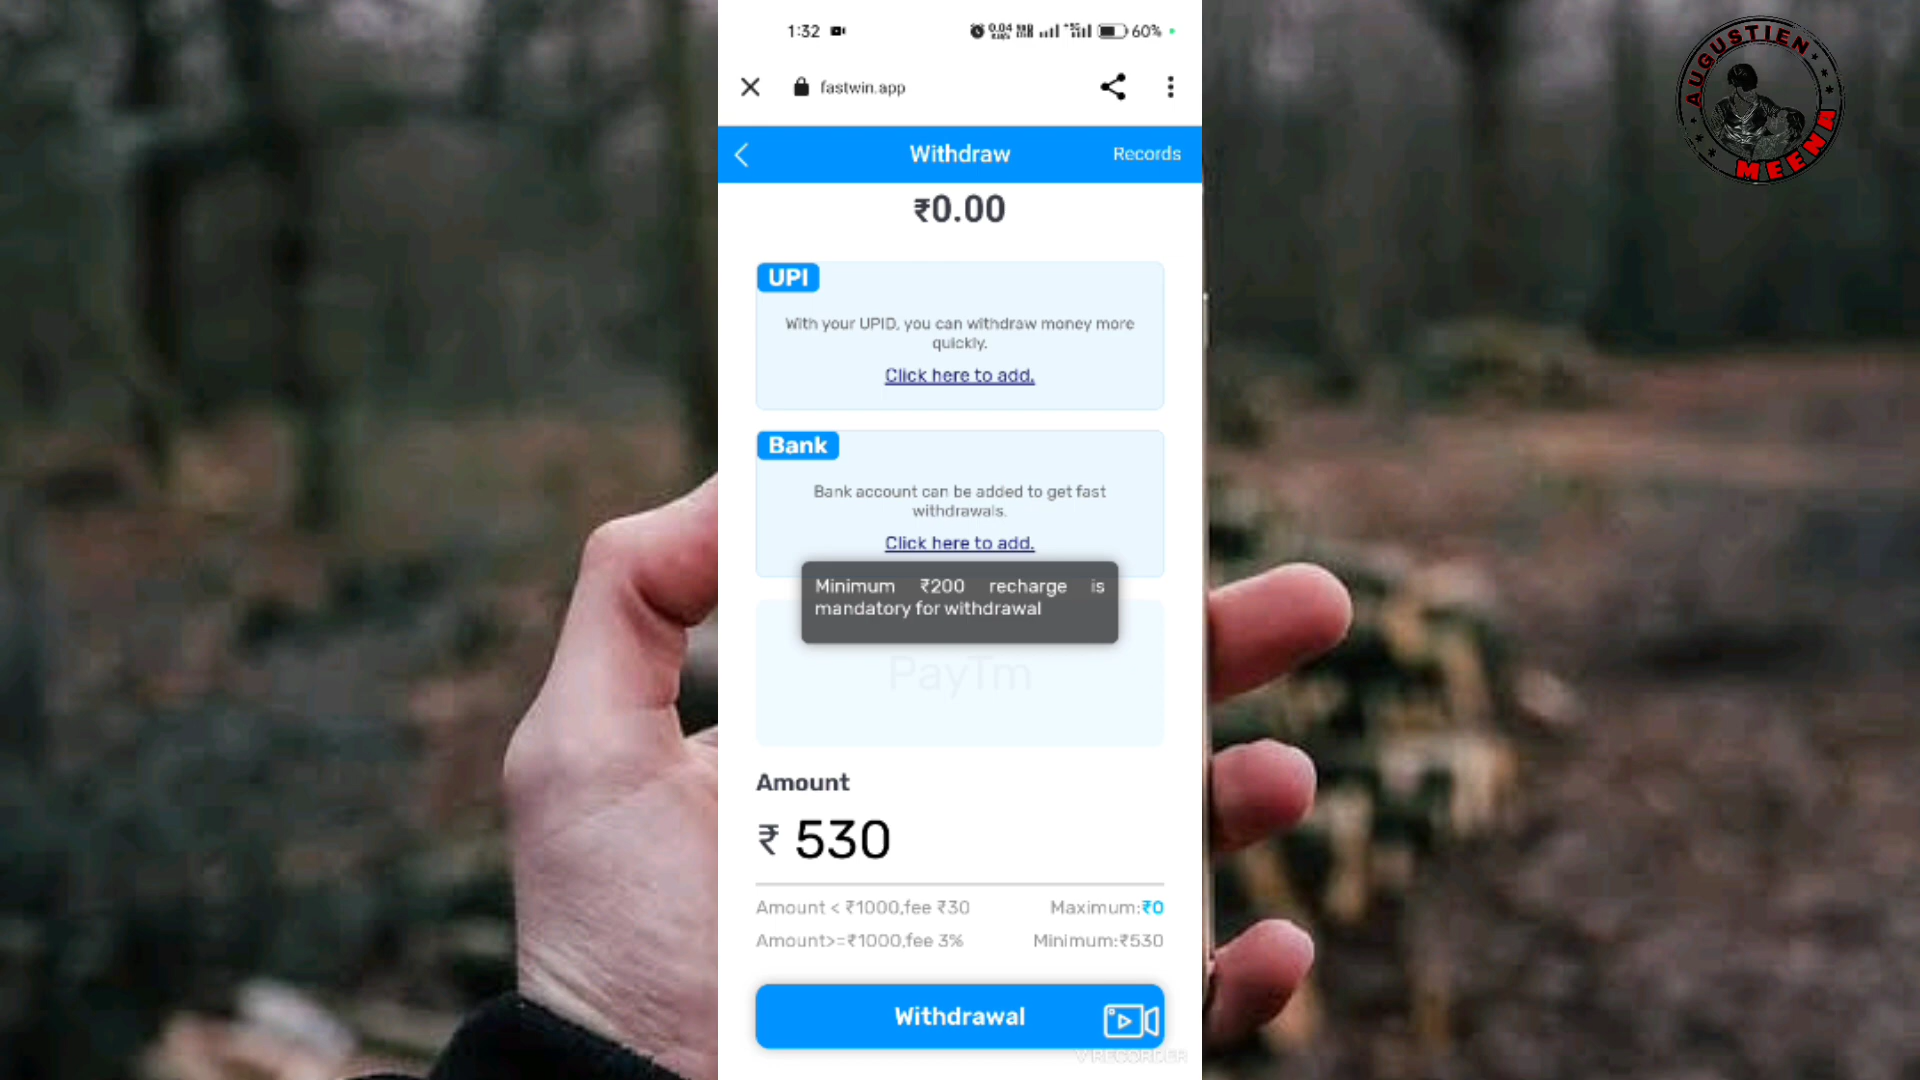 1:32
60%
fastwin.app
AUGUSTIEN
MEENA
Withdraw
Records
₹0.00
UPI
With your UPID, you can withdraw money more
quickly.
Click here to add.
Bank
Bank account can be added to get fast
withdrawals.
Click here to add.
Minimum ₹200 recharge is
mandatory for withdrawal
PayTm
Amount
₹ 530
Amount < ₹1000,fee ₹30
Maximum:₹0
Amount>=₹1000,fee 3%
Minimum:₹530
Withdrawal
VRECORDER